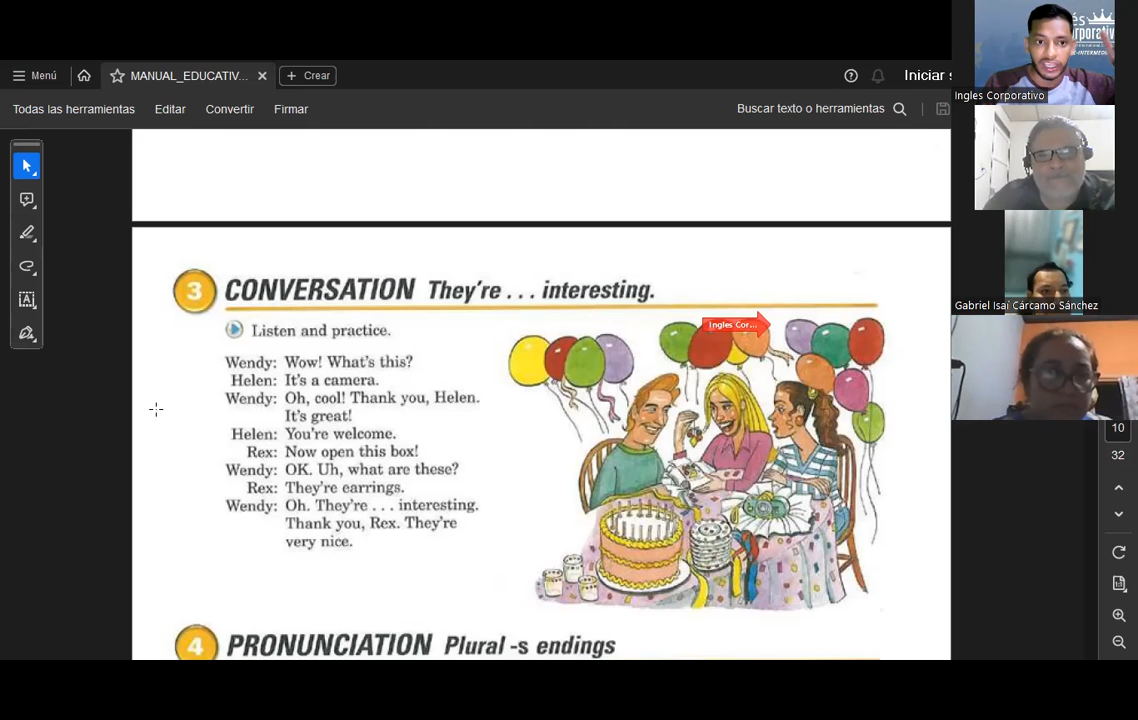 és
rporativ
E-INTERMED
Menú
MANUAL_EDUCATIV...
Crear
Iniciar s
Ingles Corporativo
Todas las herramientas
Editar
Convertir
Firmar
Buscar texto o herramientas
3 CONVERSATION They're . . . interesting.
Listen and practice.
Ingles Cor...
Wendy: Wow! What's this?
Helen: It's a camera.
Wendy: Oh, cool! Thank you, Helen.
It's great!
Helen: You're welcome.
Rex: Now open this box!
Wendy: OK. Uh, what are these?
Rex: They're earrings.
Wendy: Oh. They're . . . interesting.
Thank you, Rex. They're
very nice.
4 PRONUNCIATION Plural -s endings
Gabriel Isaí Cárcamo Sánchez
10
32